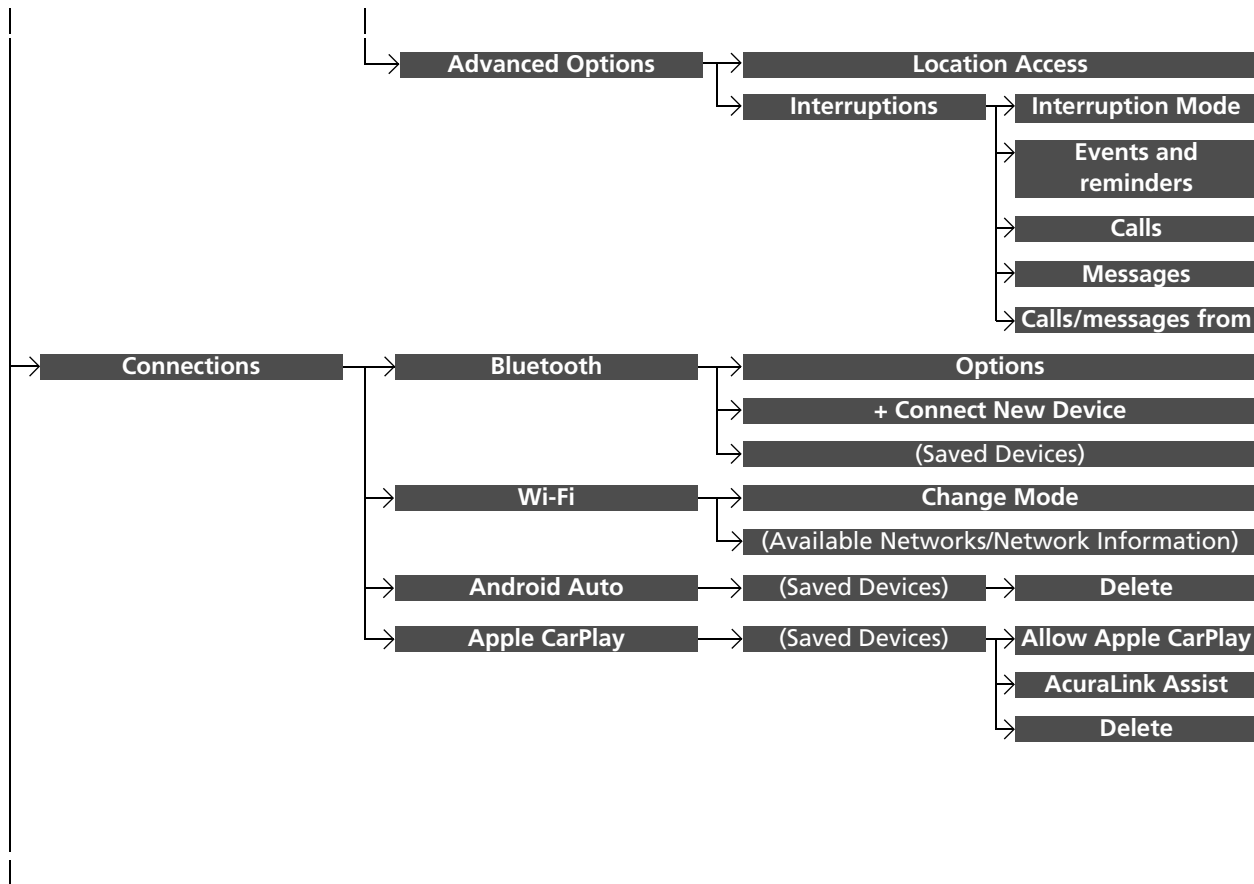 Advanced Options
Location Access
Interruptions
Interruption Mode
Events and
reminders
Calls
Messages
Calls/messages from
Connections
Bluetooth
Options
+ Connect New Device
(Saved Devices)
Wi-Fi
Change Mode
(Available Networks/Network Information)
Android Auto
(Saved Devices)
Delete
Apple CarPlay
(Saved Devices)
Allow Apple CarPlay
AcuraLink Assist
Delete